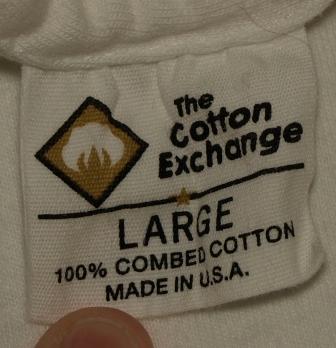 The
Cotton
Exchange
LARGE
100% COMBED COTTON
MADE IN U.S.A.